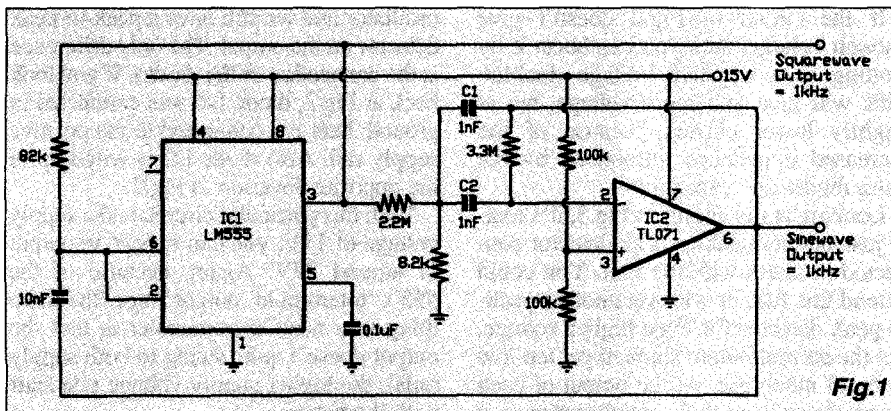 Squarewave
Output
= 1kHz
15V
C1
1nF
82k
4
8
3.3M
100k
7
C2
1nF
IC1
LM555
3
2.2M
2
7
IC2
TL071
6
Sinewave
Output
= 1kHz
6
3
4
2
5
8.2k
100k
10nF
0.1uF
1
Fig.1